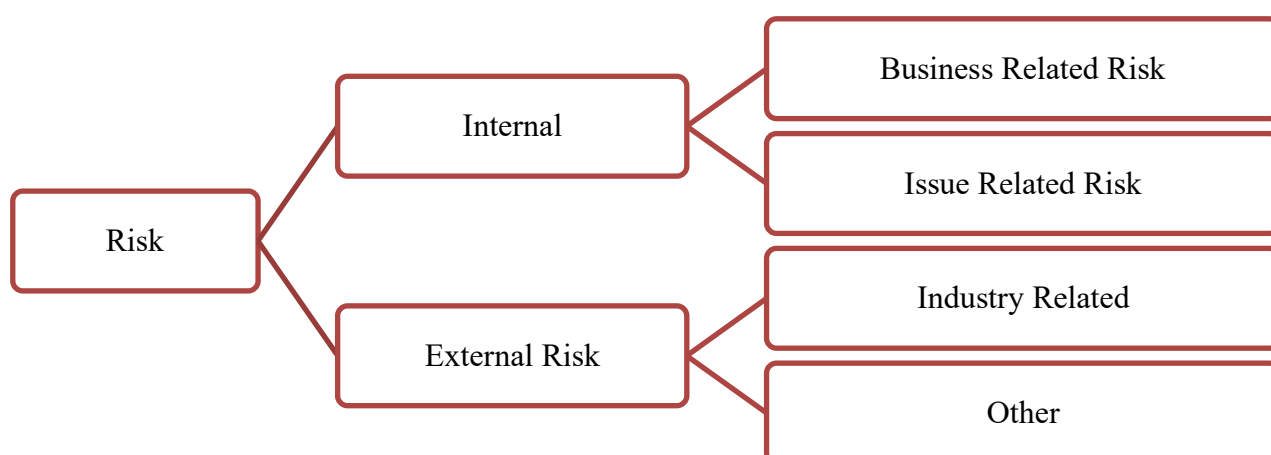 Risk
Internal
Business Related Risk
Issue Related Risk
External Risk
Industry Related
Other